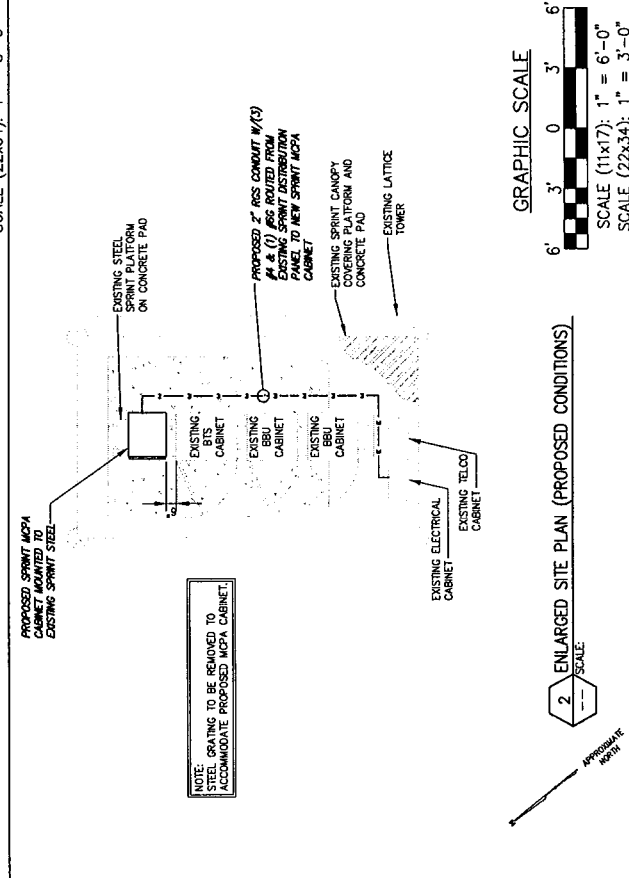 PROPOSED SPRINT MCPA
CABINET MOUNTED TO
EXISTING SPRINT STEEL
EXISTING STEEL
SPRINT PLATFORM
ON CONCRETE PAD
NOTE:
STEEL GRATING TO BE REMOVED TO
ACCOMMODATE PROPOSED MCPA CABINET.
6"
EXISTING
BTS
CABINET
EXISTING
BBU
CABINET
EXISTING
BBU
CABINET
PROPOSED 2" RGS CONDUIT W/(3)
#4 & (1) #6G ROUTED FROM
EXISTING SPRINT DISTRIBUTION
PANEL TO NEW SPRINT MCPA
CABINET
EXISTING SPRINT CANOPY
COVERING PLATFORM AND
CONCRETE PAD
EXISTING LATTICE
TOWER
EXISTING ELECTRICAL
CABINET
EXISTING TELCO
CABINET
APPROXIMATE
NORTH
2
ENLARGED SITE PLAN (PROPOSED CONDITIONS)
SCALE:
GRAPHIC SCALE
6' 3' 0 3' 6'
SCALE (11x17): 1" = 6'-0"
SCALE (22x34): 1" = 3'-0"